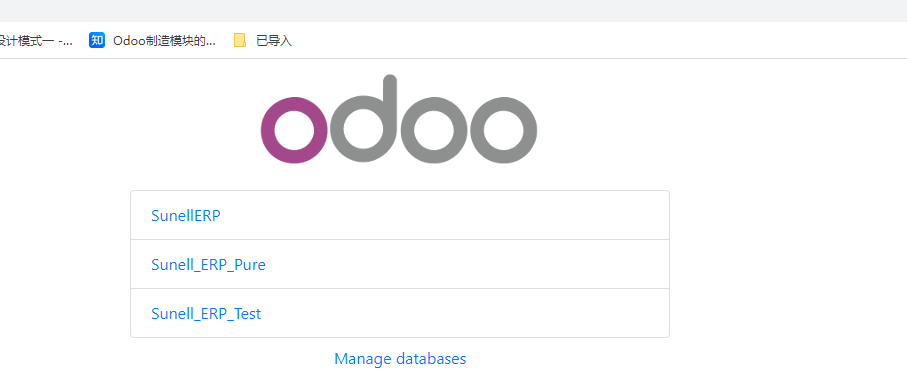 设计模式一 -... 知 Odoo制造模块的... 已导入
odoo
SunellERP
Sunell_ERP_Pure
Sunell_ERP_Test
Manage databases